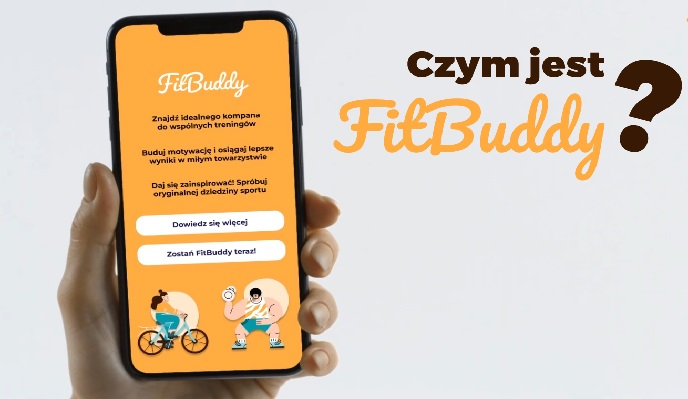 FitBuddy
Znajdź idealnego kompana
do wspólnych treningów
Buduj motywację i osiągaj lepsze
wyniki w miłym towarzystwie
Daj się zainspirować! Spróbuj
oryginalnej dziedziny sportu
Dowiedz się więcej
Zostań FitBuddy teraz!
Czym jest
FitBuddy?